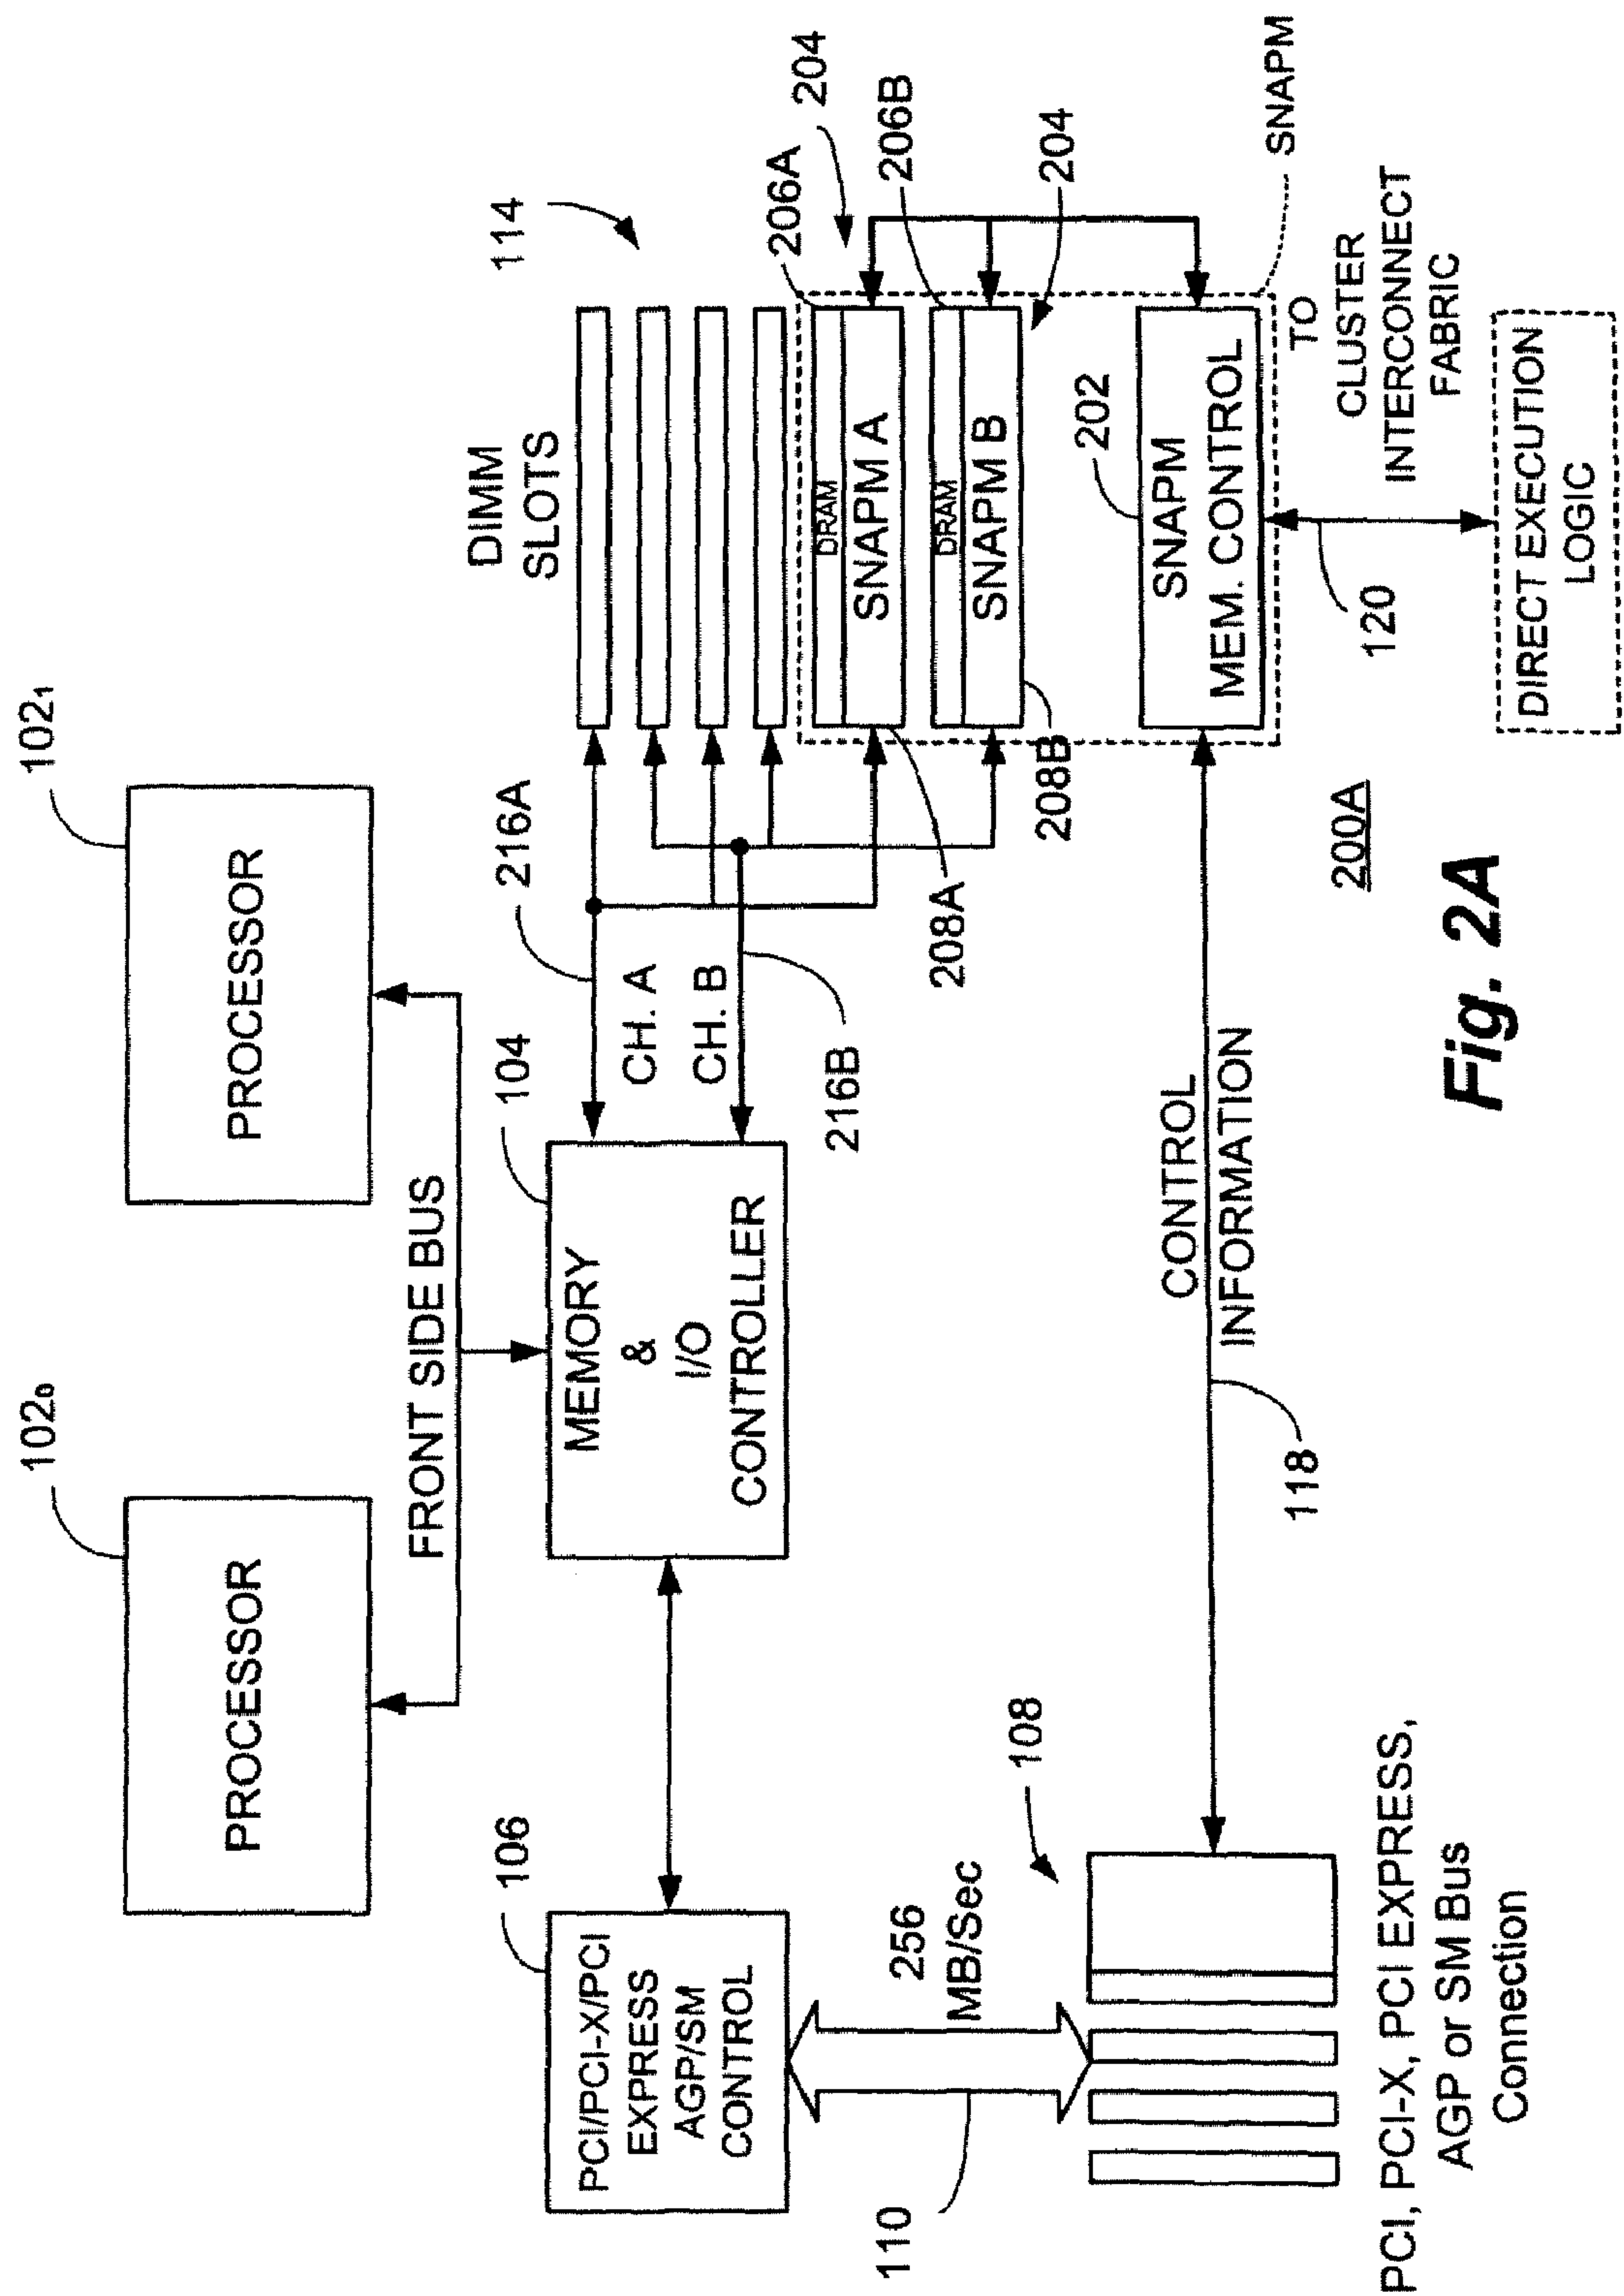 102₀
PROCESSOR
102₁
PROCESSOR
FRONT SIDE BUS
106
PCI/PCI-X/PCI
EXPRESS
AGP/SM
CONTROL
104
MEMORY
& I/O
CONTROLLER
216A
CH. A
CH. B
216B
DIMM
SLOTS
114
206A
204
DRAM
SNAPM A
208A
206B
DRAM
SNAPM B
208B
204
202
SNAPM
MEM. CONTROL
SNAPM
110
256
MB/Sec
108
CONTROL
INFORMATION
118
TO
CLUSTER
INTERCONNECT
FABRIC
120
DIRECT EXECUTION
LOGIC
PCI, PCI-X, PCI EXPRESS,
AGP or SM Bus
Connection
200A
Fig. 2A